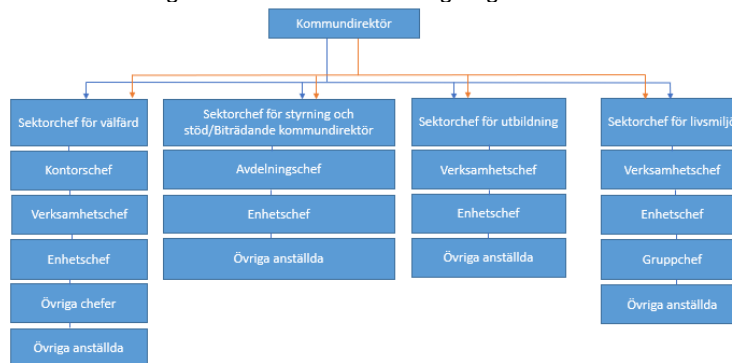 Kommundirektör
Sektorchef för välfärd
Kontorschef
Verksamhetschef
Enhetschef
Övriga chefer
Övriga anställda
Sektorchef för styrning och
stöd/Biträdande kommundirektör
Avdelningschef
Enhetschef
Övriga anställda
Sektorchef för utbildning
Verksamhetschef
Enhetschef
Övriga anställda
Sektorchef för livsmiljö
Verksamhetschef
Enhetschef
Gruppchef
Övriga anställda